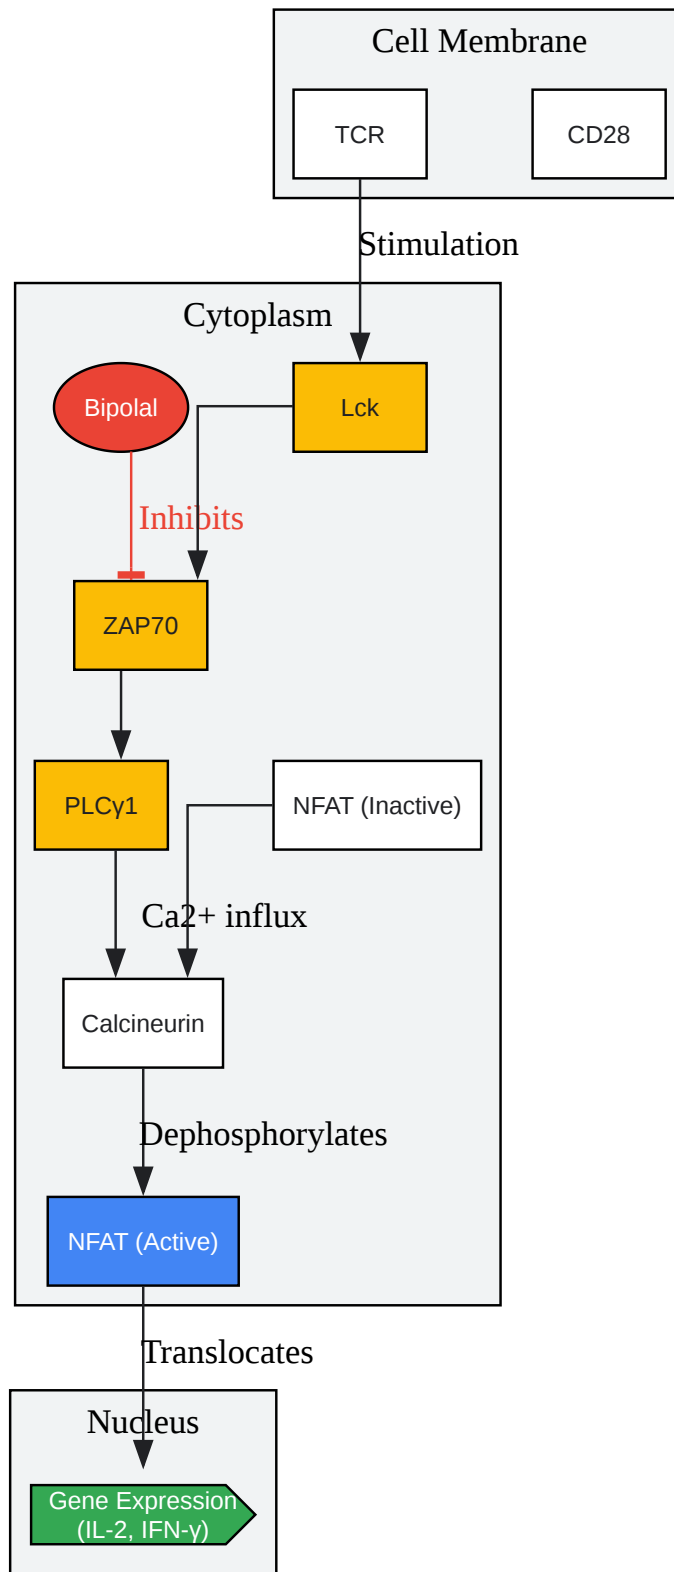 Cell Membrane
TCR
CD28
Stimulation
Cytoplasm
Bipolal
Lck
Inhibits
ZAP70
PLCγ1
NFAT (Inactive)
Ca2+ influx
Calcineurin
Dephosphorylates
NFAT (Active)
Translocates
Nucleus
Gene Expression
(IL-2, IFN-γ)